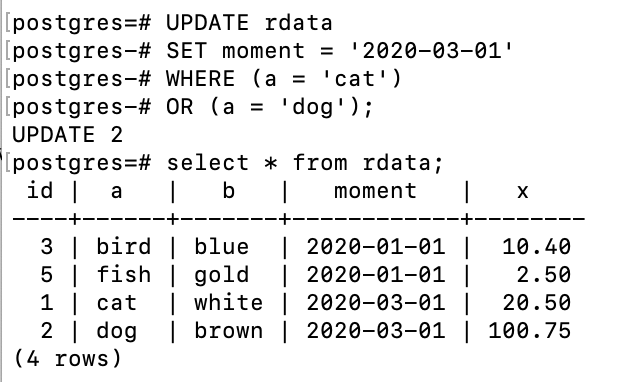 [postgres=# UPDATE rdata
[postgres-# SET moment = '2020-03-01'
[postgres-# WHERE (a = 'cat')
[postgres-# OR (a = 'dog');
UPDATE 2
[postgres=# select * from rdata;
 id |  a   |   b   |   moment   |   x
----+------+-------+------------+--------
  3 | bird | blue  | 2020-01-01 |  10.40
  5 | fish | gold  | 2020-01-01 |   2.50
  1 | cat  | white | 2020-03-01 |  20.50
  2 | dog  | brown | 2020-03-01 | 100.75
(4 rows)